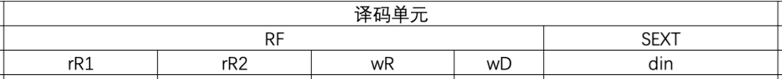 译码单元
RF SEXT
rR1 rR2 wR wD din